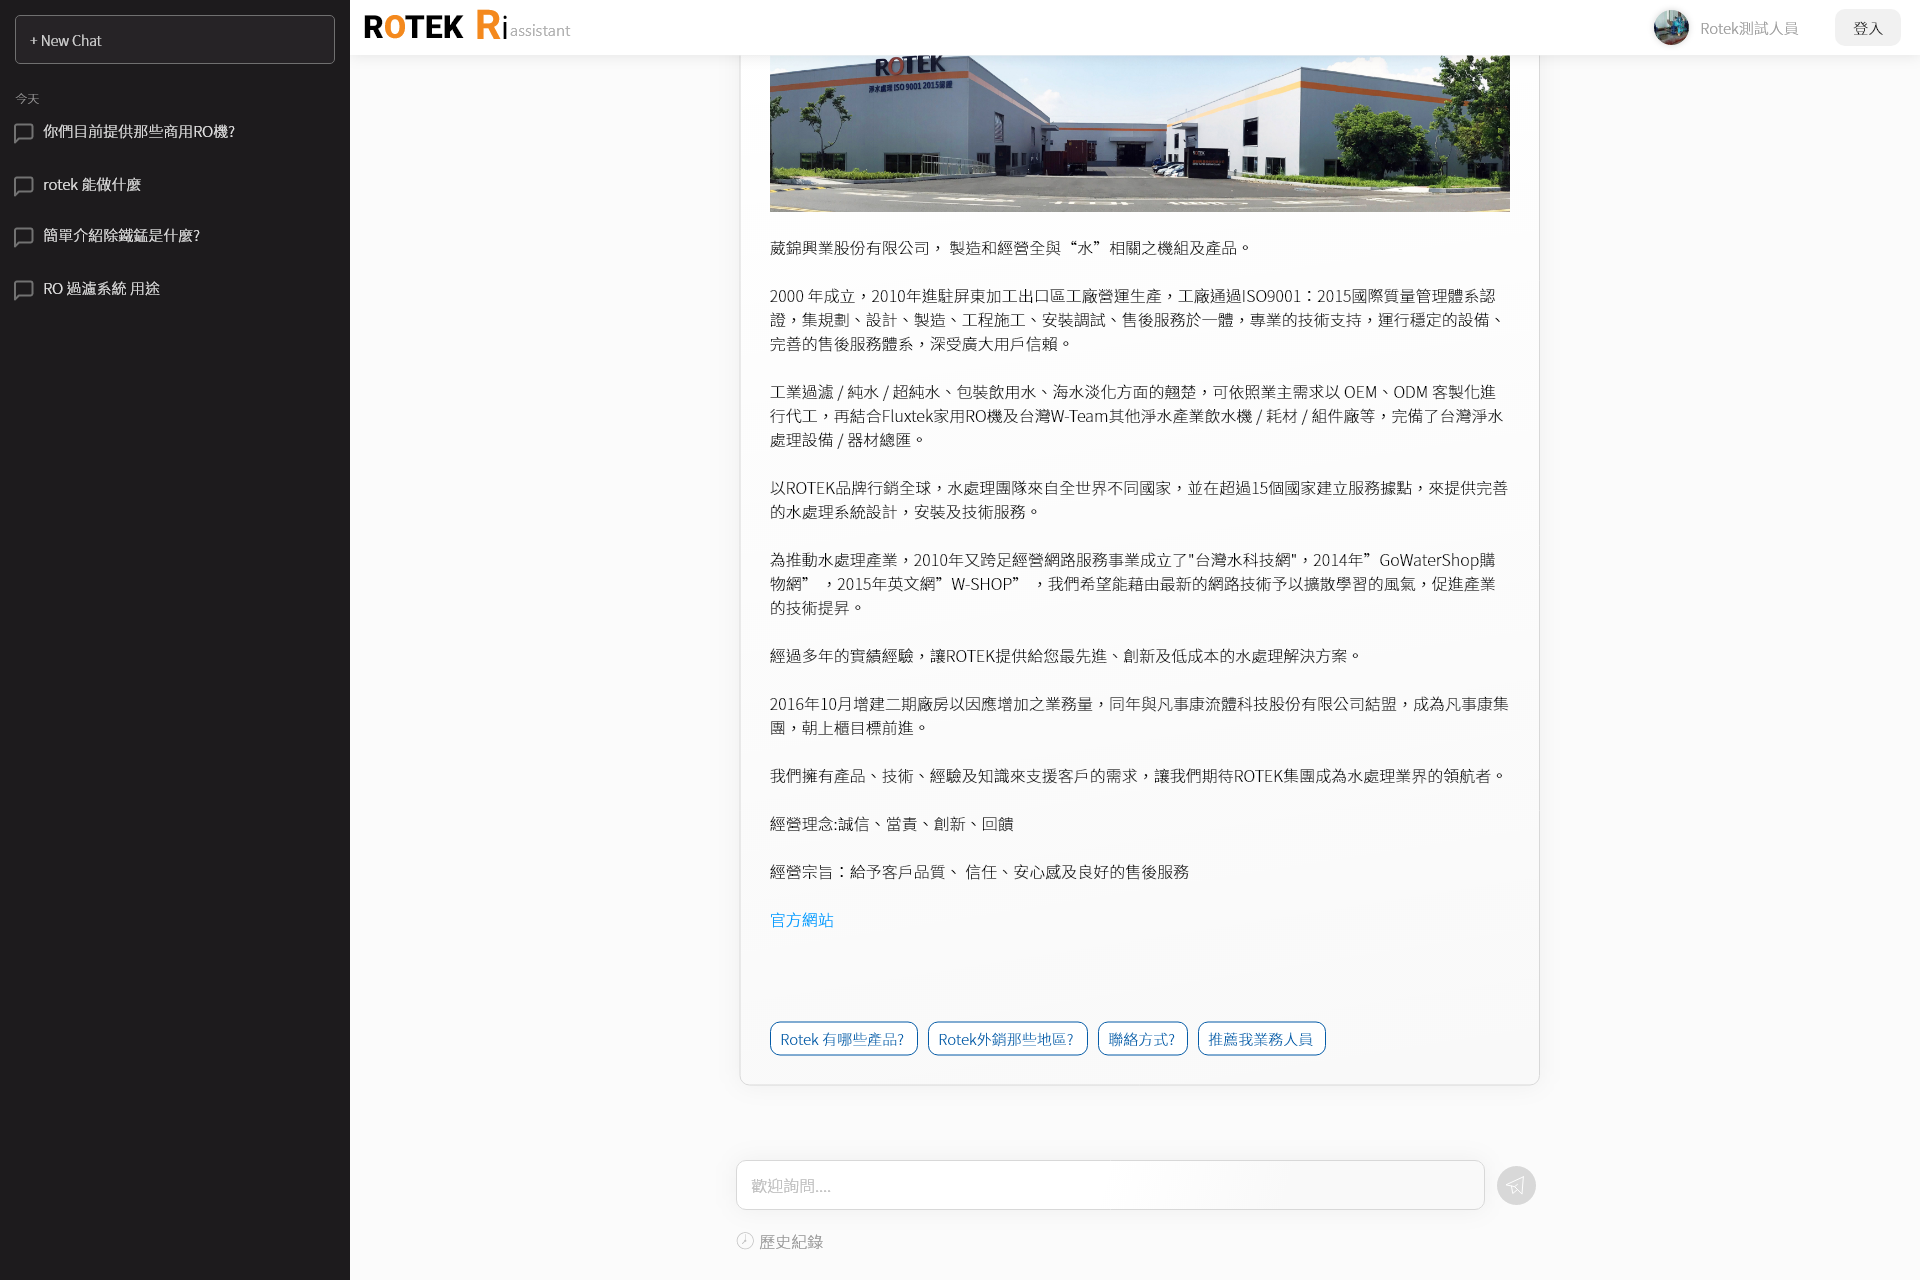 + New Chat
今天
你們目前提供那些商用RO機?
rotek 能做什麼
簡單介紹除鐵錳是什麼?
RO 過濾系統 用途
ROTEK Ri assistant
Rotek測試人員
登入
ROTEK
淨水處理 ISO 9001 2015認證
ROTEK
葳錦興業股份有限公司， 製造和經營全與“水”相關之機組及產品。
2000 年成立，2010年進駐屏東加工出口區工廠營運生產，工廠通過ISO9001：2015國際質量管理體系認
證，集規劃、設計、製造、工程施工、安裝調試、售後服務於一體，專業的技術支持，運行穩定的設備、
完善的售後服務體系，深受廣大用戶信賴。
工業過濾 / 純水 / 超純水、包裝飲用水、海水淡化方面的翹楚，可依照業主需求以 OEM、ODM 客製化進
行代工，再結合Fluxtek家用RO機及台灣W-Team其他淨水產業飲水機 / 耗材 / 組件廠等，完備了台灣淨水
處理設備 / 器材總匯。
以ROTEK品牌行銷全球，水處理團隊來自全世界不同國家，並在超過15個國家建立服務據點，來提供完善
的水處理系統設計，安裝及技術服務。
為推動水處理產業，2010年又跨足經營網路服務事業成立了"台灣水科技網"，2014年”GoWaterShop購
物網” ，2015年英文網”W-SHOP” ，我們希望能藉由最新的網路技術予以擴散學習的風氣，促進產業
的技術提昇。
經過多年的實績經驗，讓ROTEK提供給您最先進、創新及低成本的水處理解決方案。
2016年10月增建二期廠房以因應增加之業務量，同年與凡事康流體科技股份有限公司結盟，成為凡事康集
團，朝上櫃目標前進。
我們擁有產品、技術、經驗及知識來支援客戶的需求，讓我們期待ROTEK集團成為水處理業界的領航者。
經營理念:誠信、當責、創新、回饋
經營宗旨：給予客戶品質、 信任、安心感及良好的售後服務
官方網站
Rotek 有哪些產品?
Rotek外銷那些地區?
聯絡方式?
推薦我業務人員
歡迎詢問....
歷史紀錄